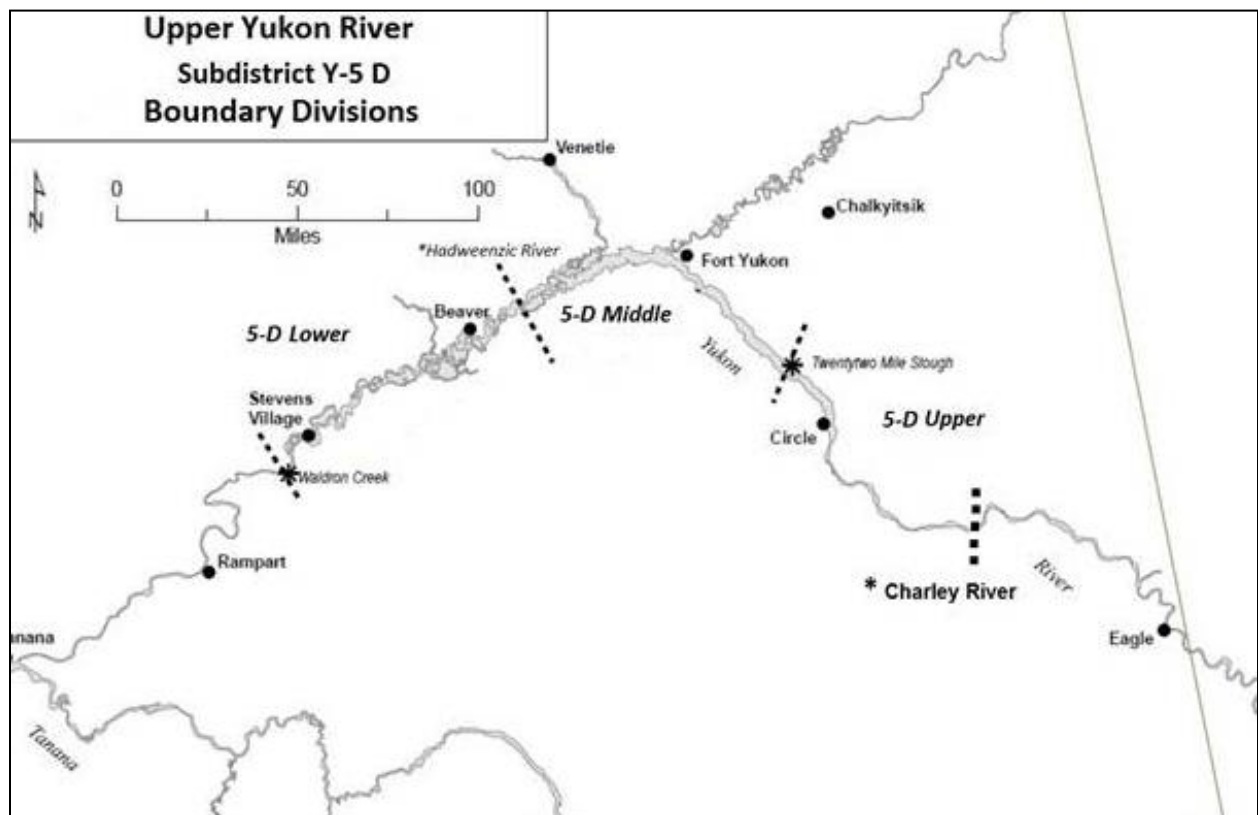 Upper Yukon River
Subdistrict Y-5 D
Boundary Divisions
Venetie
0 50 100
Miles
Chalkyitsik
*Hadweenzic River
Fort Yukon
Beaver
5-D Middle
5-D Lower
Yukon
Twentytwo Mile Slough
Stevens
Village
5-D Upper
Circle
Waldron Creek
Rampart
* Charley River
River
anana
Eagle
Tanana
N